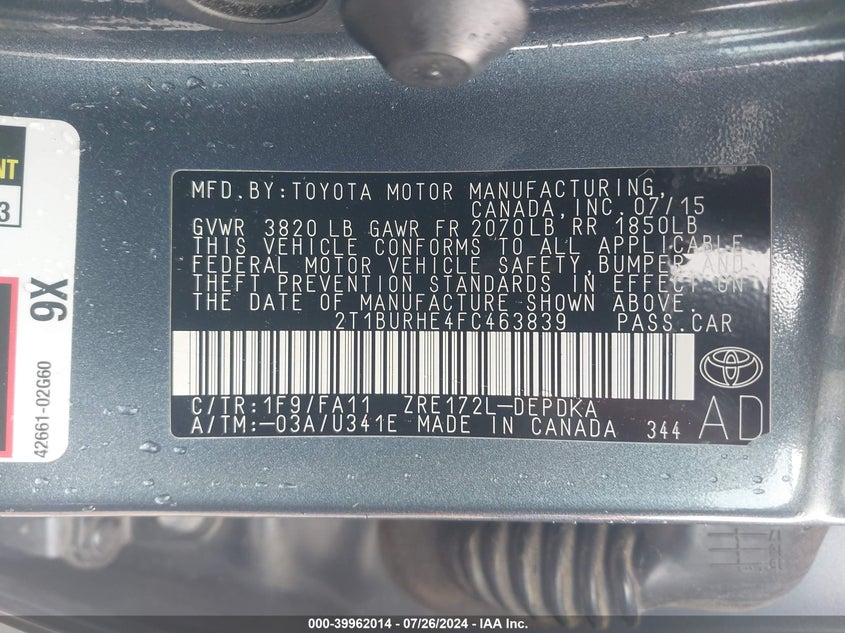 NT
3
9X
42661-02G60
MFD.BY:TOYOTA MOTOR MANUFACTURING,
CANADA,INC. 07/15
GVWR 3820 LB GAWR FR 2070LB RR 1850LB
THIS VEHICLE CONFORMS TO ALL APPLICABLE
FEDERAL MOTOR VEHICLE SAFETY,BUMPER AND
THEFT PREVENTION STANDARDS IN EFFECT ON
THE DATE OF MANUFACTURE SHOWN ABOVE.
2T1BURHE4FC463839 PASS.CAR
C/TR:1F9/FA11 ZRE172L-DEPDKA
A/TM:-03A/U341E MADE IN CANADA 344
AD
000-39962014 - 07/26/2024 - IAA Inc.